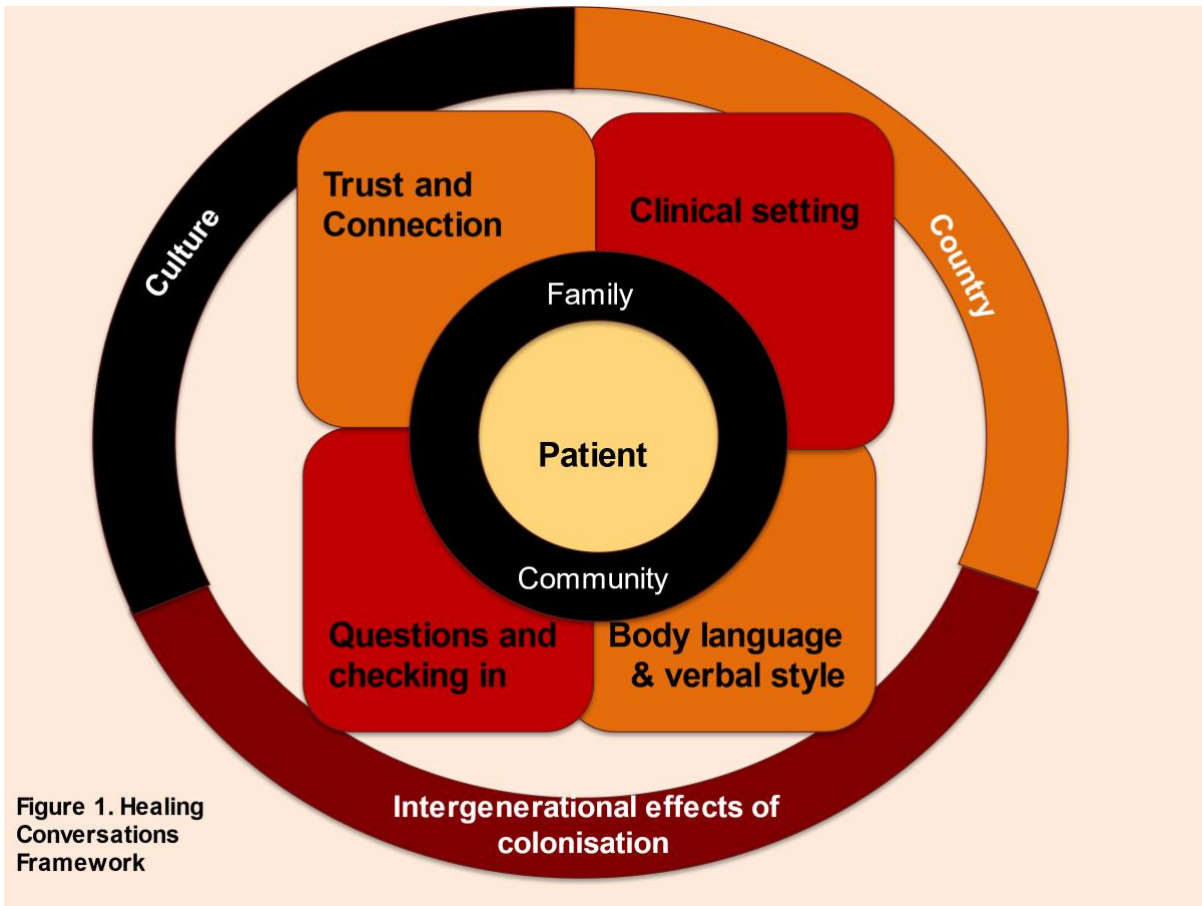 Culture
Country
Trust and
Connection
Clinical setting
Family
Patient
Community
Questions and
checking in
Body language
& verbal style
Intergenerational effects of
colonisation
Figure 1. Healing
Conversations
Framework